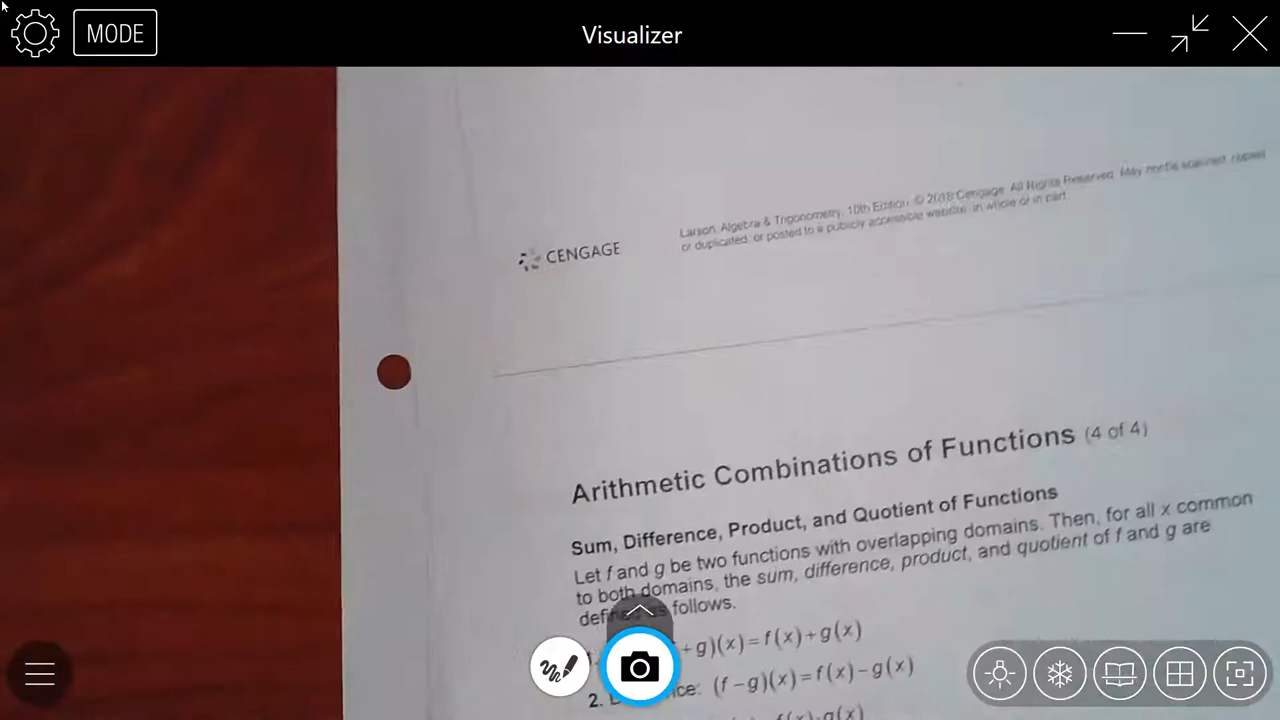 MODE
Visualizer
Larson, Algebra & Trigonometry, 10th Edition. © 2018 Cengage. All Rights Reserved. May not be scanned, copied
or duplicated, or posted to a publicly accessible website, in whole or in part.
CENGAGE
Arithmetic Combinations of Functions (4 of 4)
Sum, Difference, Product, and Quotient of Functions
Let f and g be two functions with overlapping domains. Then, for all x common
to both domains, the sum, difference, product, and quotient of f and g are
defined as follows.
+g)(x)=f(x)+g(x)
2. nce: (f−g)(x)=f(x)−g(x)
f(x)·g(x)